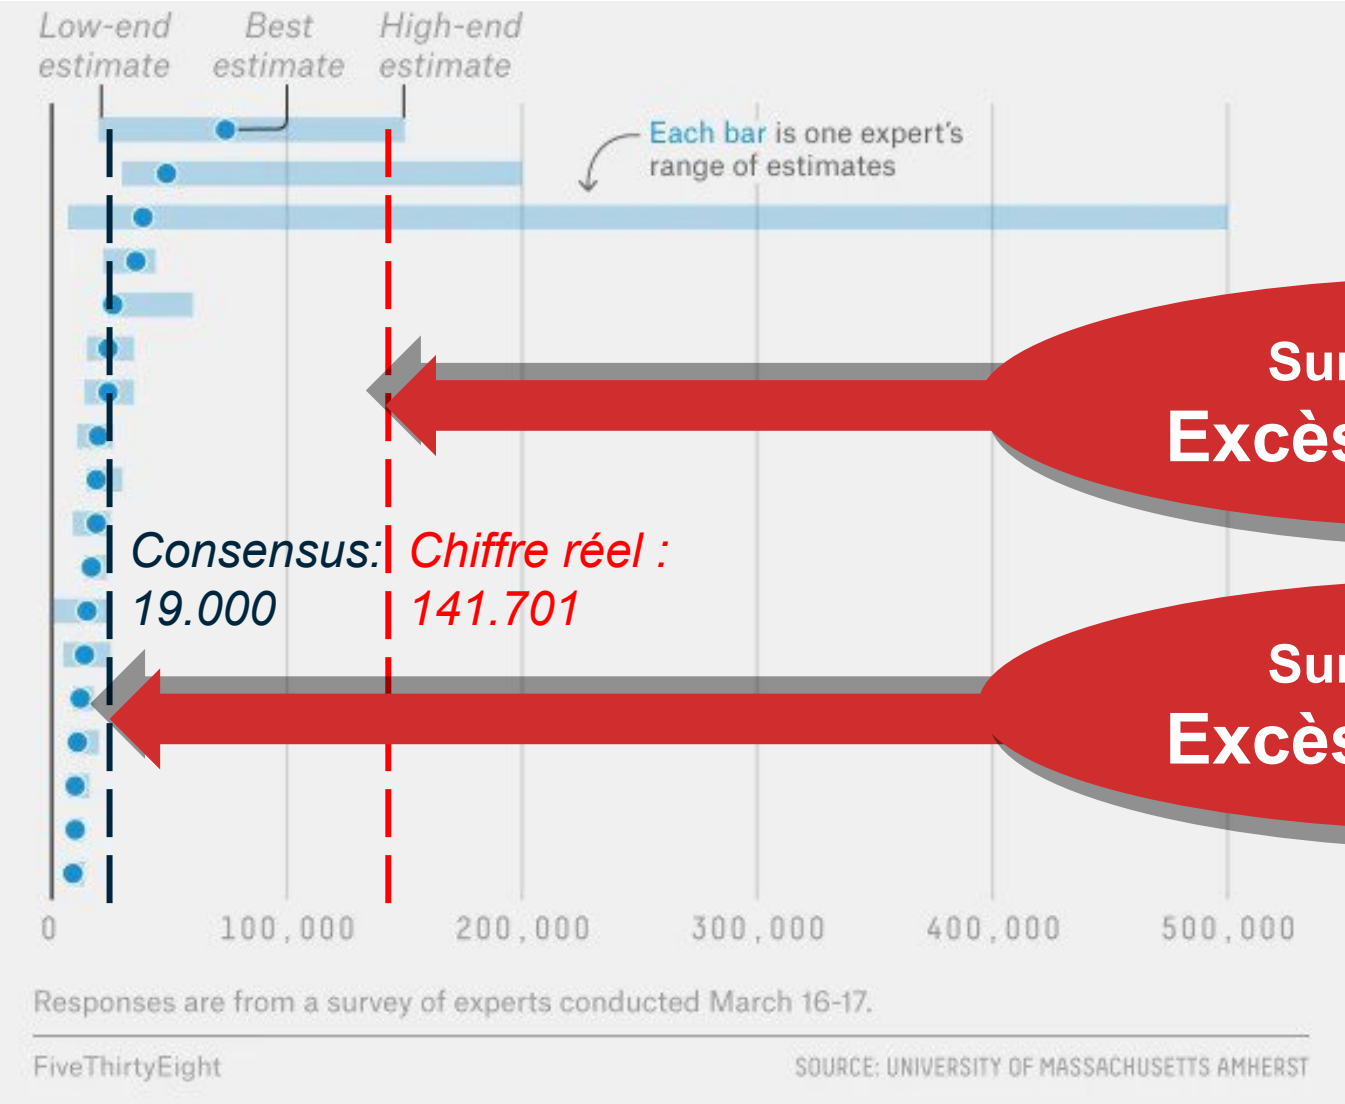 Low-end
estimate
Best
estimate
High-end
estimate
Each bar is one expert's
range of estimates
Sur
Excès
Consensus:
19.000
Chiffre réel :
141.701
Sur
Excès
0
100,000
200,000
300,000
400,000
500,000
Responses are from a survey of experts conducted March 16-17.
FiveThirtyEight
SOURCE: UNIVERSITY OF MASSACHUSETTS AMHERST